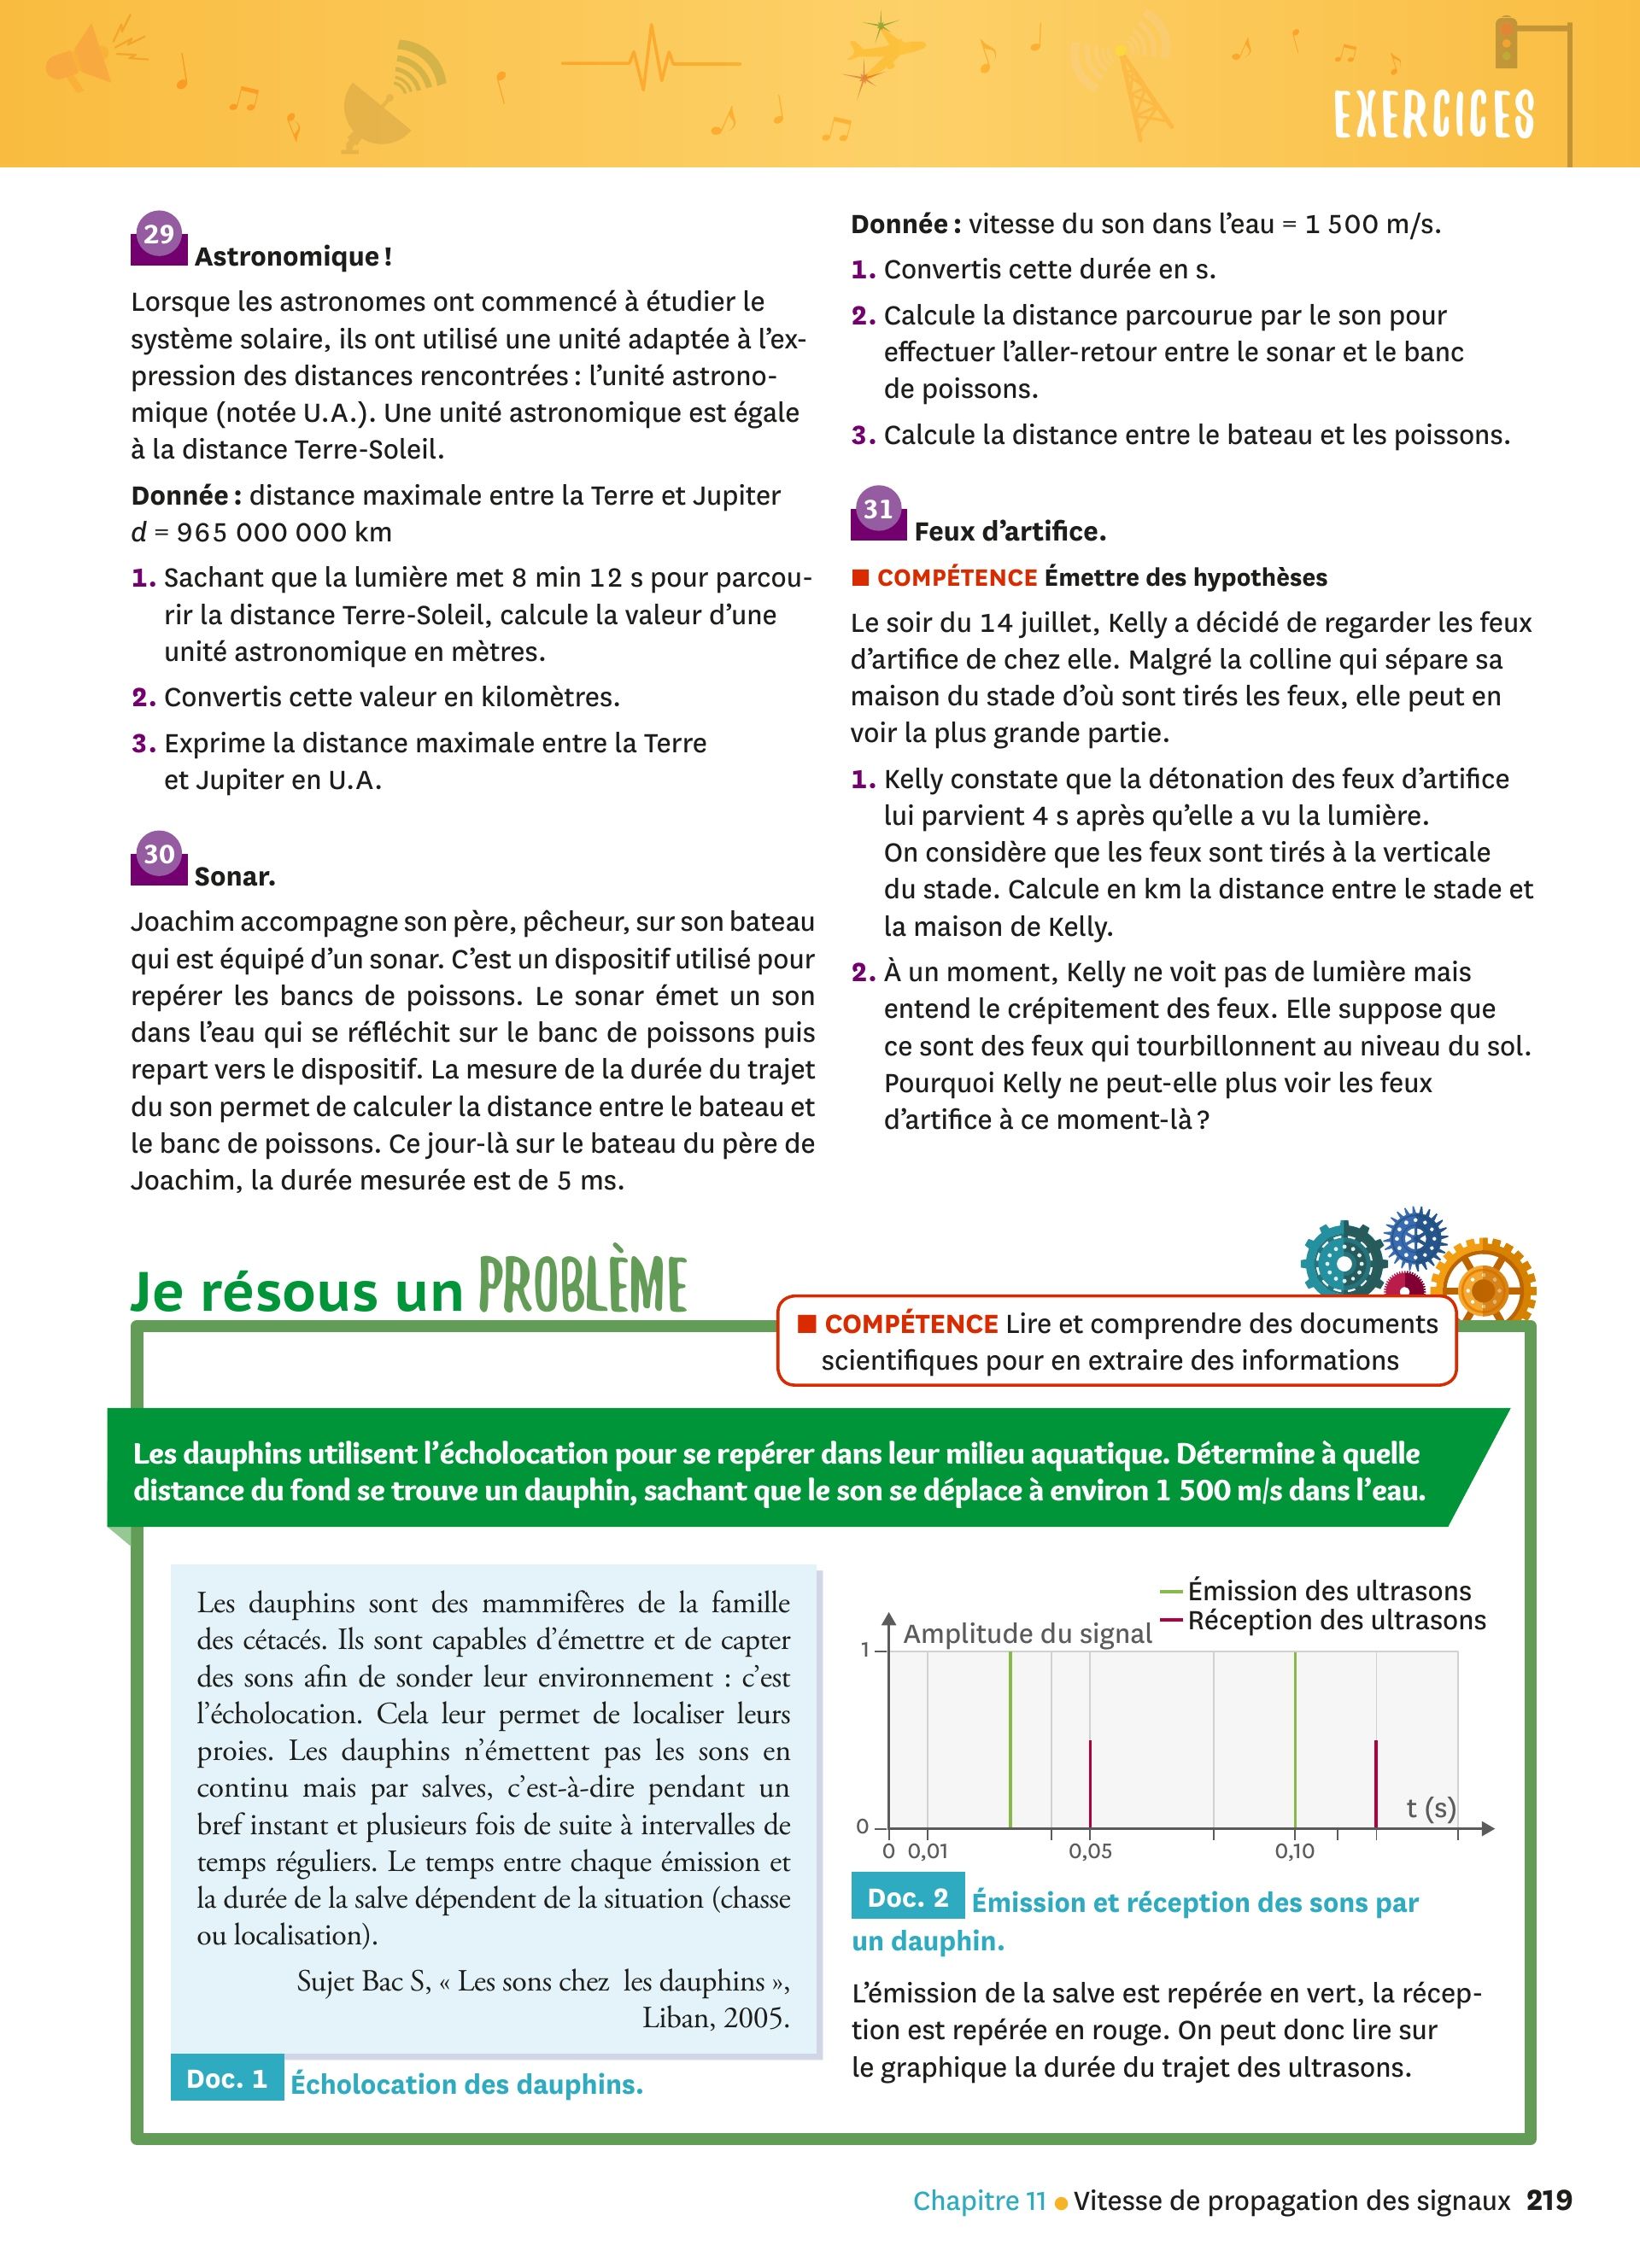 EXERCICES
29 Astronomique !
Lorsque les astronomes ont commencé à étudier le
système solaire, ils ont utilisé une unité adaptée à l'ex-
pression des distances rencontrées : l'unité astrono-
mique (notée U.A.). Une unité astronomique est égale
à la distance Terre-Soleil.
Donnée : distance maximale entre la Terre et Jupiter
d = 965 000 000 km
1. Sachant que la lumière met 8 min 12 s pour parcou-
rir la distance Terre-Soleil, calcule la valeur d'une
unité astronomique en mètres.
2. Convertis cette valeur en kilomètres.
3. Exprime la distance maximale entre la Terre
et Jupiter en U.A.
30 Sonar.
Joachim accompagne son père, pêcheur, sur son bateau
qui est équipé d'un sonar. C'est un dispositif utilisé pour
repérer les bancs de poissons. Le sonar émet un son
dans l'eau qui se réfléchit sur le banc de poissons puis
repart vers le dispositif. La mesure de la durée du trajet
du son permet de calculer la distance entre le bateau et
le banc de poissons. Ce jour-là sur le bateau du père de
Joachim, la durée mesurée est de 5 ms.
Donnée : vitesse du son dans l'eau = 1 500 m/s.
1. Convertis cette durée en s.
2. Calcule la distance parcourue par le son pour
effectuer l'aller-retour entre le sonar et le banc
de poissons.
3. Calcule la distance entre le bateau et les poissons.
31 Feux d'artifice.
■ COMPÉTENCE Émettre des hypothèses
Le soir du 14 juillet, Kelly a décidé de regarder les feux
d'artifice de chez elle. Malgré la colline qui sépare sa
maison du stade d'où sont tirés les feux, elle peut en
voir la plus grande partie.
1. Kelly constate que la détonation des feux d'artifice
lui parvient 4 s après qu'elle a vu la lumière.
On considère que les feux sont tirés à la verticale
du stade. Calcule en km la distance entre le stade et
la maison de Kelly.
2. À un moment, Kelly ne voit pas de lumière mais
entend le crépitement des feux. Elle suppose que
ce sont des feux qui tourbillonnent au niveau du sol.
Pourquoi Kelly ne peut-elle plus voir les feux
d'artifice à ce moment-là ?
Je résous un PROBLÈME
■ COMPÉTENCE Lire et comprendre des documents
scientifiques pour en extraire des informations
Les dauphins utilisent l'écholocation pour se repérer dans leur milieu aquatique. Détermine à quelle
distance du fond se trouve un dauphin, sachant que le son se déplace à environ 1 500 m/s dans l'eau.
Les dauphins sont des mammifères de la famille
des cétacés. Ils sont capables d'émettre et de capter
des sons afin de sonder leur environnement : c'est
l'écholocation. Cela leur permet de localiser leurs
proies. Les dauphins n'émettent pas les sons en
continu mais par salves, c'est-à-dire pendant un
bref instant et plusieurs fois de suite à intervalles de
temps réguliers. Le temps entre chaque émission et
la durée de la salve dépendent de la situation (chasse
ou localisation).
Sujet Bac S, « Les sons chez les dauphins »,
Liban, 2005.
Doc. 1 Écholocation des dauphins.
Émission des ultrasons
Réception des ultrasons
Amplitude du signal
1
t (s)
0
0 0,01 0,05 0,10
Doc. 2 Émission et réception des sons par
un dauphin.
L'émission de la salve est repérée en vert, la récep-
tion est repérée en rouge. On peut donc lire sur
le graphique la durée du trajet des ultrasons.
Chapitre 11 ● Vitesse de propagation des signaux 219